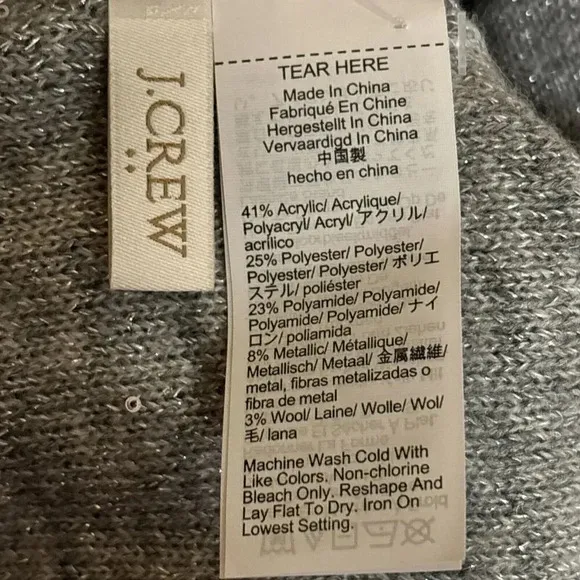 J.CREW
TEAR HERE
Made In China
Fabriqué En Chine
Hergestellt In China
Vervaardigd In China
中国製
hecho en china
41% Acrylic/ Acrylique/
Polyacryl/ Acryl/ アクリル/
acrílico
25% Polyester/ Polyester/
Polyester/ Polyester/ ポリエ
ステル/ poliéster
23% Polyamide/ Polyamide/
Polyamide/ Polyamide/ ナイ
ロン/ poliamida
8% Metallic/ Métallique/
Metallisch/ Metaal/ 金属繊維/
metal, fibras metalizadas o
fibra de metal
3% Wool/ Laine/ Wolle/ Wol/
毛/ lana
Machine Wash Cold With
Like Colors. Non-chlorine
Bleach Only. Reshape And
Lay Flat To Dry. Iron On
Lowest Setting.